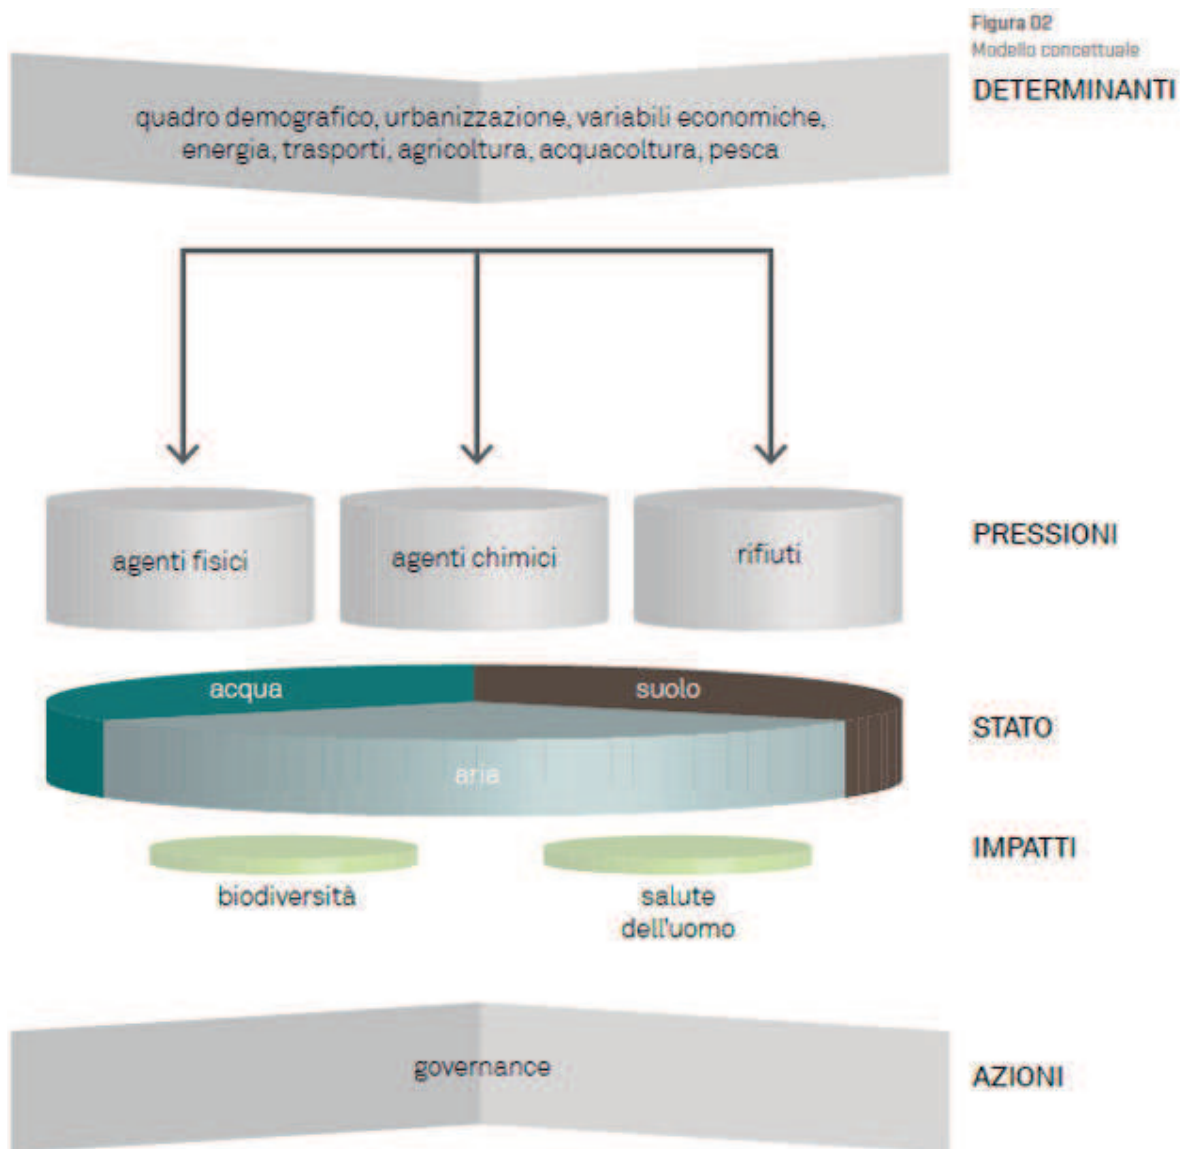 Figura 02
Modello concettuale
DETERMINANTI
quadro demografico, urbanizzazione, variabili economiche,
energia, trasporti, agricoltura, acquacoltura, pesca
agenti fisici
agenti chimici
rifiuti
PRESSIONI
acqua
suolo
aria
STATO
IMPATTI
biodiversità
salute
dell'uomo
governance
AZIONI